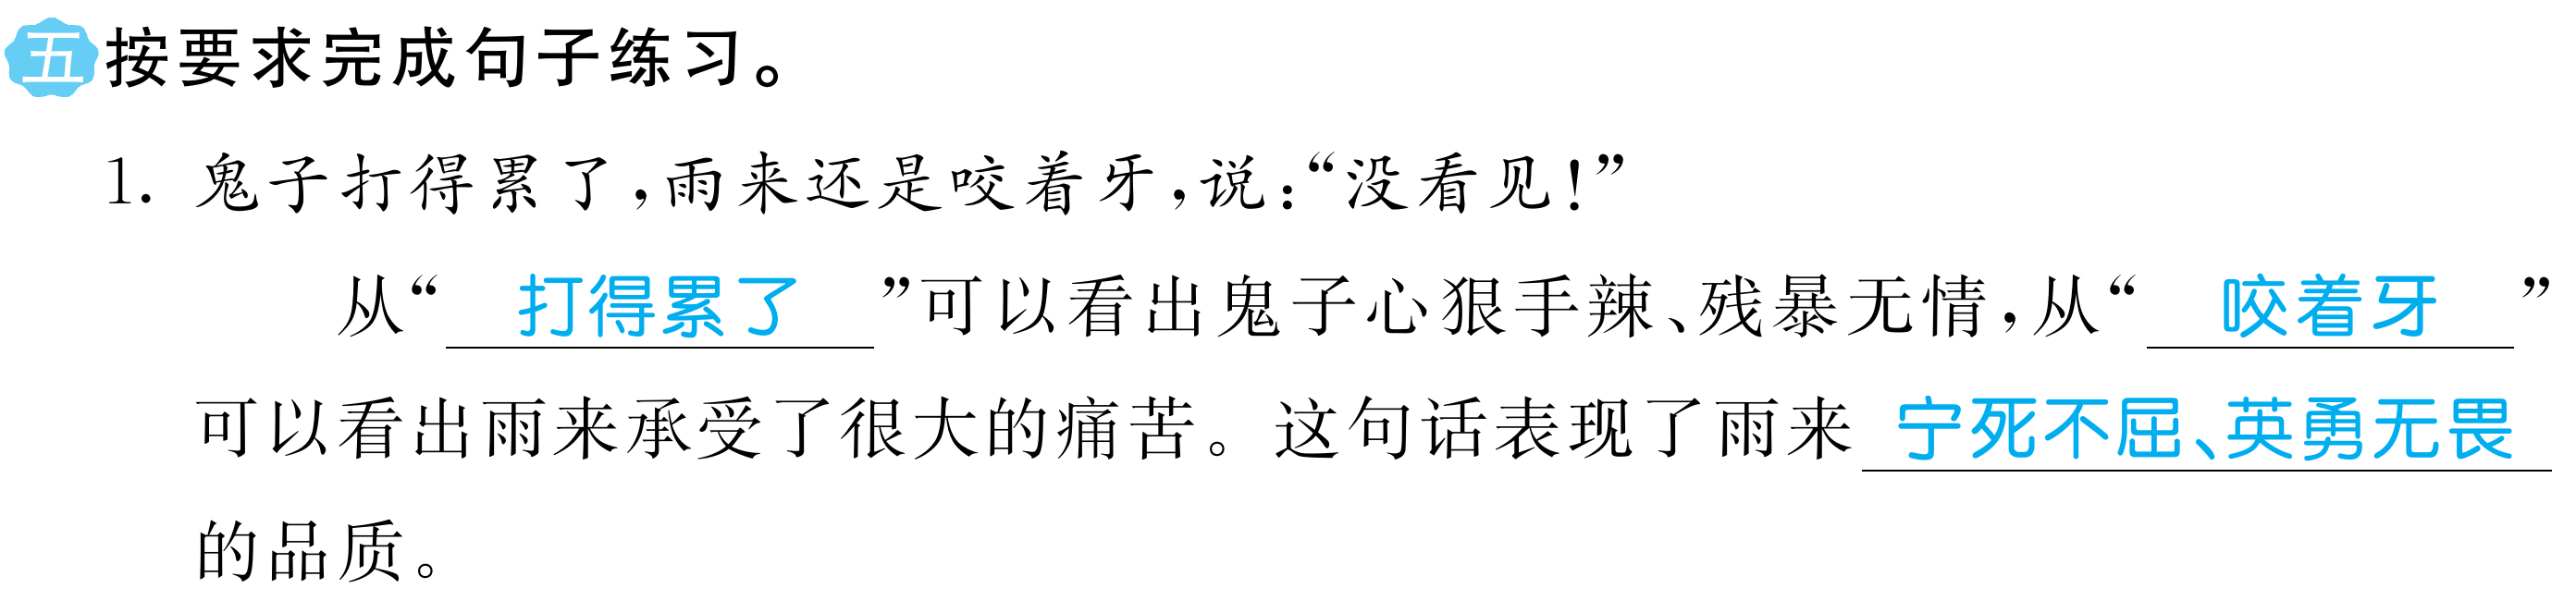 五 按要求完成句子练习。
1. 鬼子打得累了,雨来还是咬着牙,说:“没看见!”
从“ 打得累了 ”可以看出鬼子心狠手辣、残暴无情,从“ 咬着牙 ”
可以看出雨来承受了很大的痛苦。这句话表现了雨来 宁死不屈、英勇无畏
的品质。